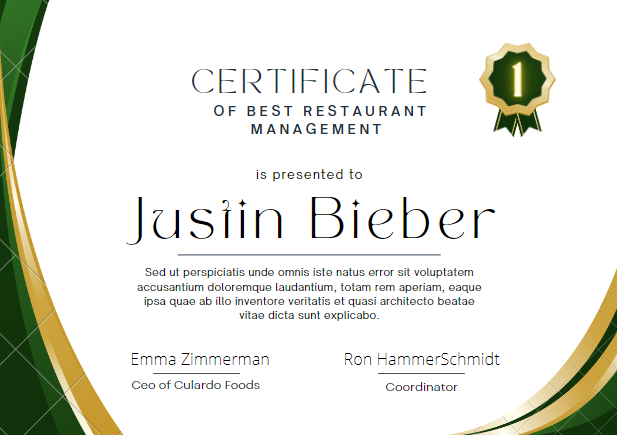 CERTIFICATE
OF BEST RESTAURANT
MANAGEMENT
1
is presented to
Justin Bieber
Sed ut perspiciatis unde omnis iste natus error sit voluptatem
accusantium doloremque laudantium, totam rem aperiam, eaque
ipsa quae ab illo inventore veritatis et quasi architecto beatae
vitae dicta sunt explicabo.
Emma Zimmerman
Ceo of Culardo Foods
Ron HammerSchmidt
Coordinator